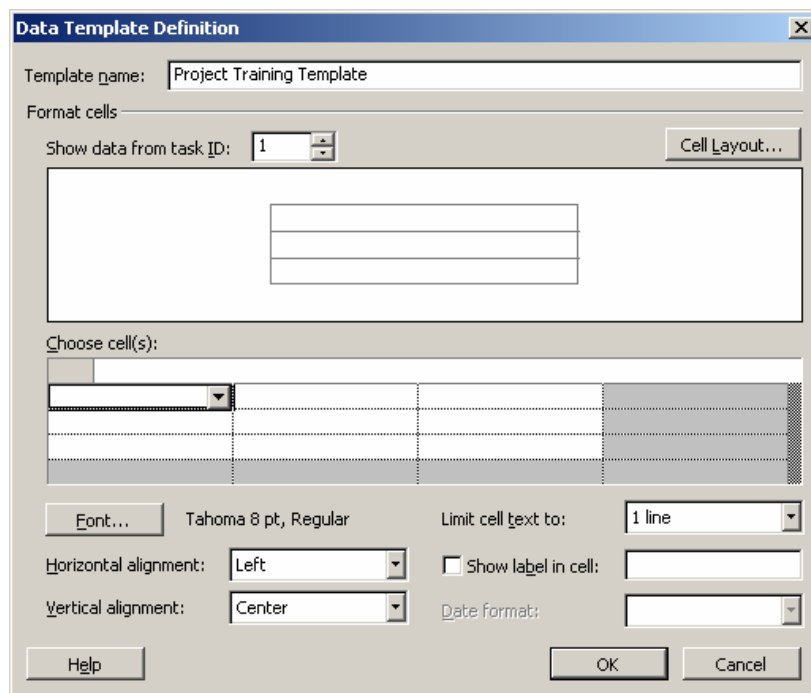 Data Template Definition
Template name: Project Training Template
Format cells
Show data from task ID: 1 Cell Layout...
Choose cell(s):
Font... Tahoma 8 pt, Regular Limit cell text to: 1 line
Horizontal alignment: Left Show label in cell:
Vertical alignment: Center Date format:
Help OK Cancel